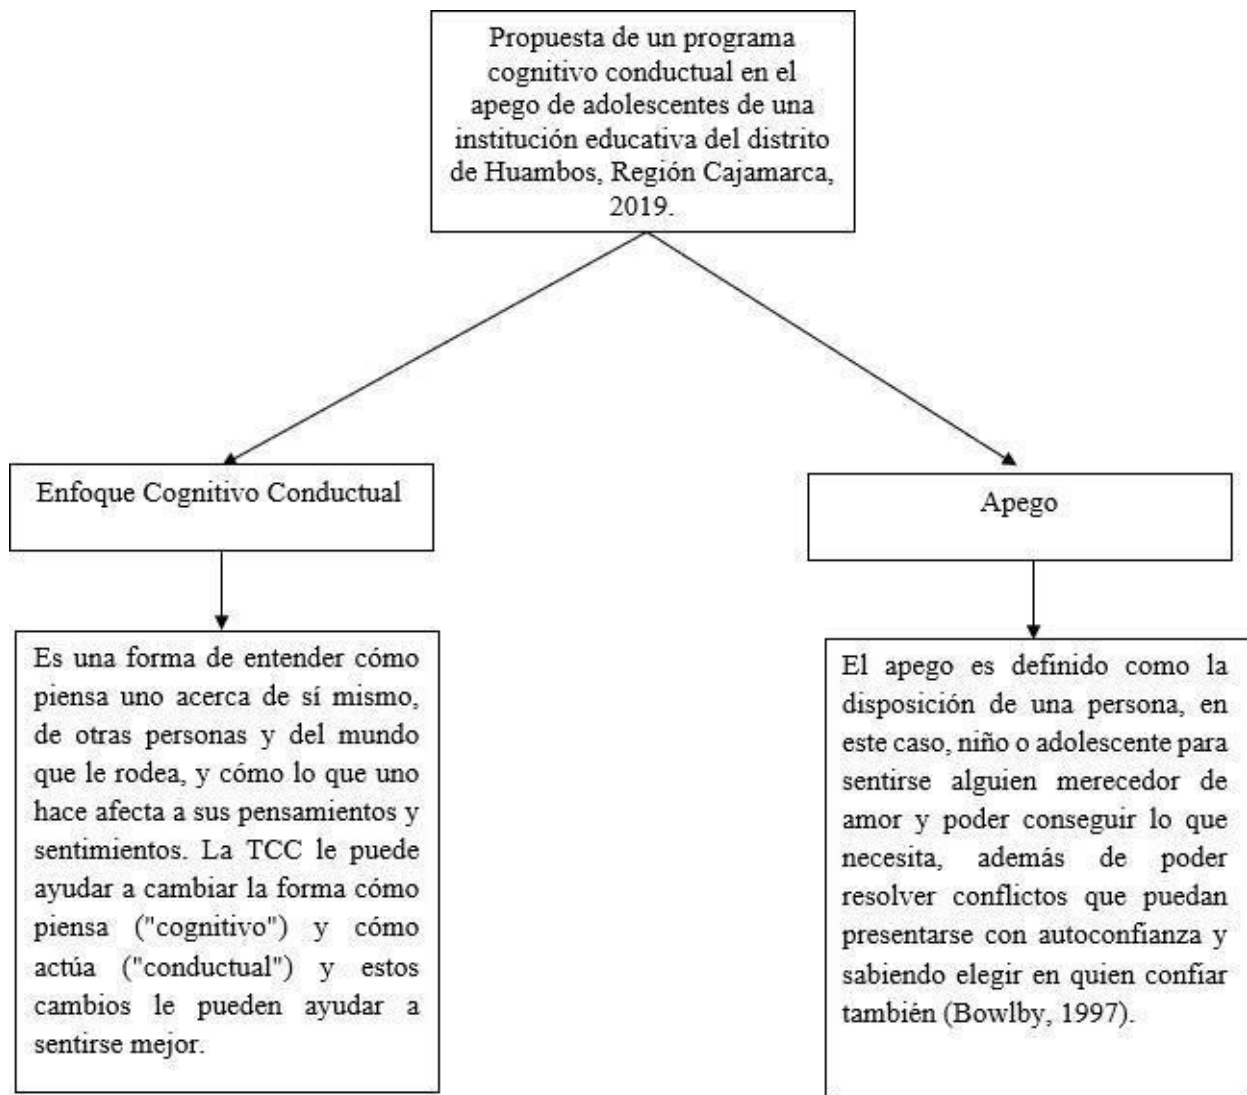 Propuesta de un programa
cognitivo conductual en el
apego de adolescentes de una
institución educativa del distrito
de Huambos, Región Cajamarca,
2019.
Enfoque Cognitivo Conductual
Apego
Es una forma de entender cómo
piensa uno acerca de sí mismo,
de otras personas y del mundo
que le rodea, y cómo lo que uno
hace afecta a sus pensamientos y
sentimientos. La TCC le puede
ayudar a cambiar la forma cómo
piensa ("cognitivo") y cómo
actúa ("conductual") y estos
cambios le pueden ayudar a
sentirse mejor.
El apego es definido como la
disposición de una persona, en
este caso, niño o adolescente para
sentirse alguien merecedor de
amor y poder conseguir lo que
necesita, además de poder
resolver conflictos que puedan
presentarse con autoconfianza y
sabiendo elegir en quien confíar
también (Bowlby, 1997).